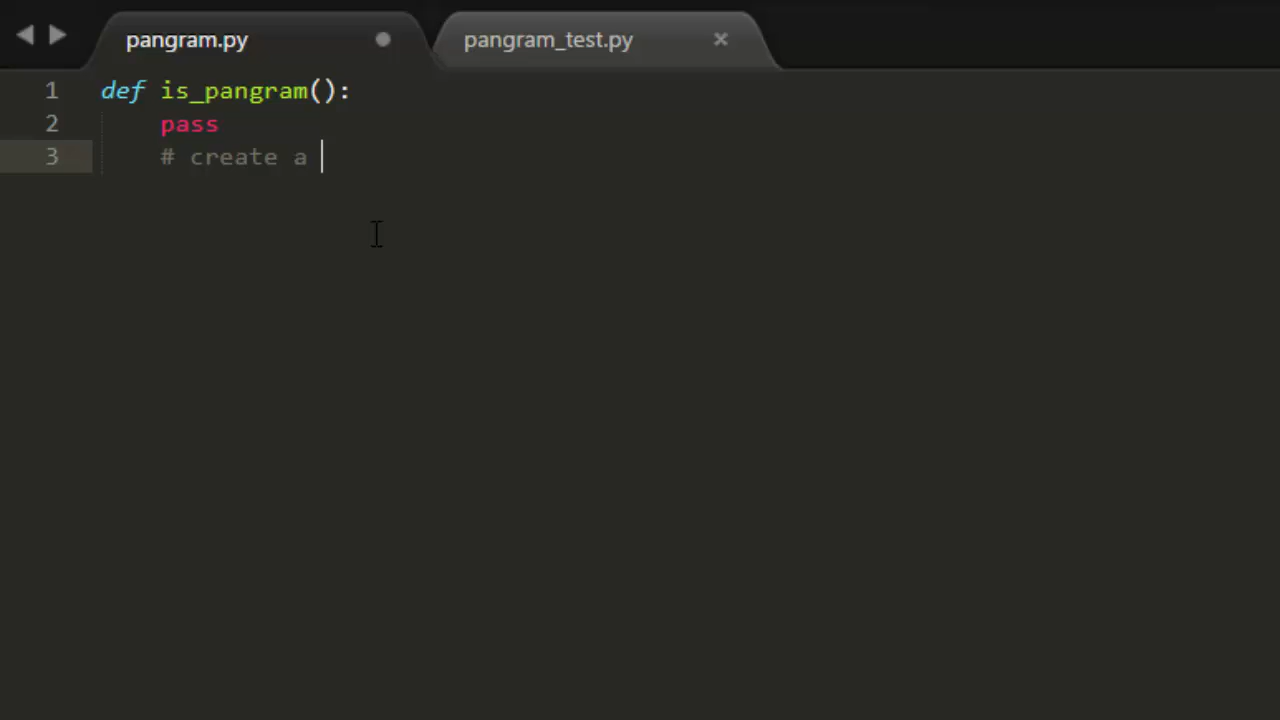 pangram.py pangram_test.py
1 def is_pangram():
2 pass
3 # create a